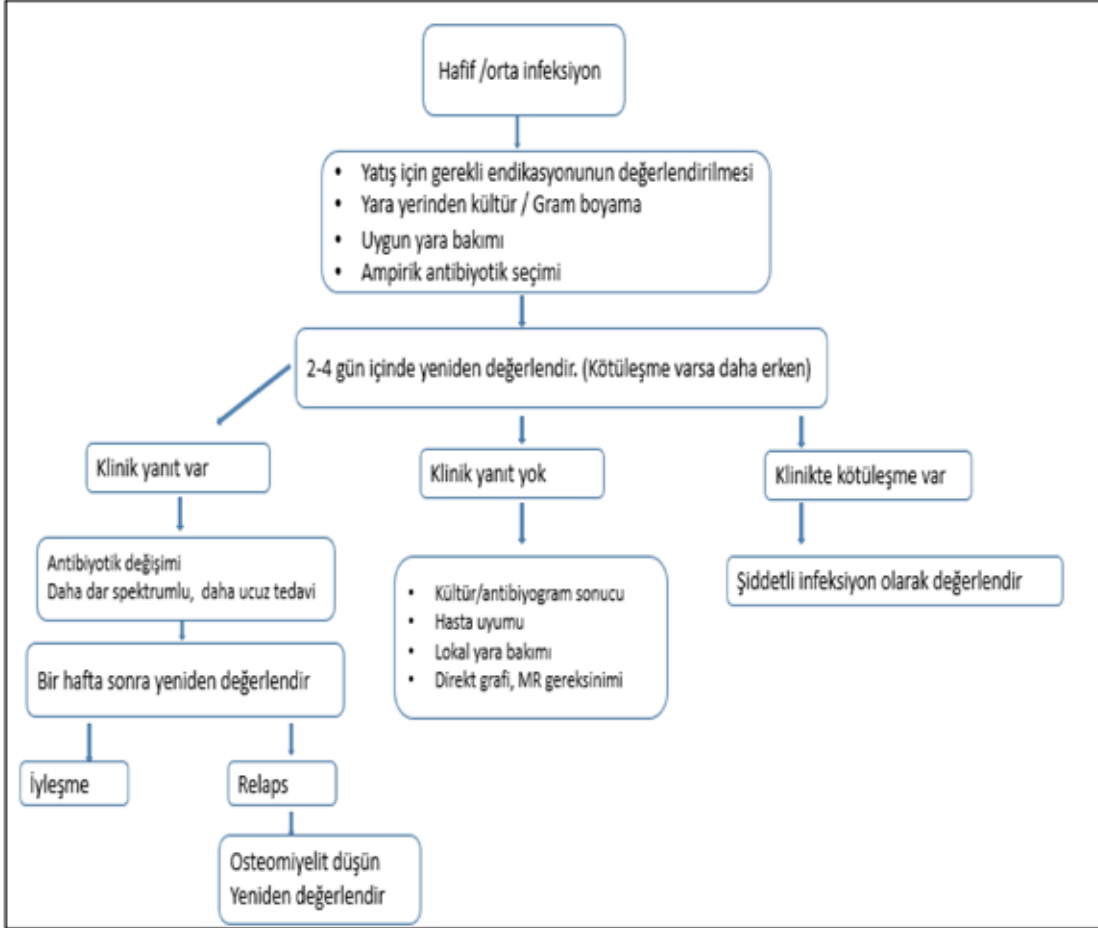 Hafif /orta infeksiyon
• Yatış için gerekli endikasyonunun değerlendirilmesi
• Yara yerinden kültür / Gram boyama
• Uygun yara bakımı
• Ampirik antibiyotik seçimi
2-4 gün içinde yeniden değerlendir. (Kötüleşme varsa daha erken)
Klinik yanıt var
Klinik yanıt yok
Klinikte kötüleşme var
Antibiyotik değişimi
Daha dar spektrumlu, daha ucuz tedavi
• Kültür/antibiyogram sonucu
• Hasta uyumu
• Lokal yara bakımı
• Direkt grafi, MR gereksinimi
Şiddetli infeksiyon olarak değerlendir
Bir hafta sonra yeniden değerlendir
İyleşme
Relaps
Osteomiyelit düşün
Yeniden değerlendir